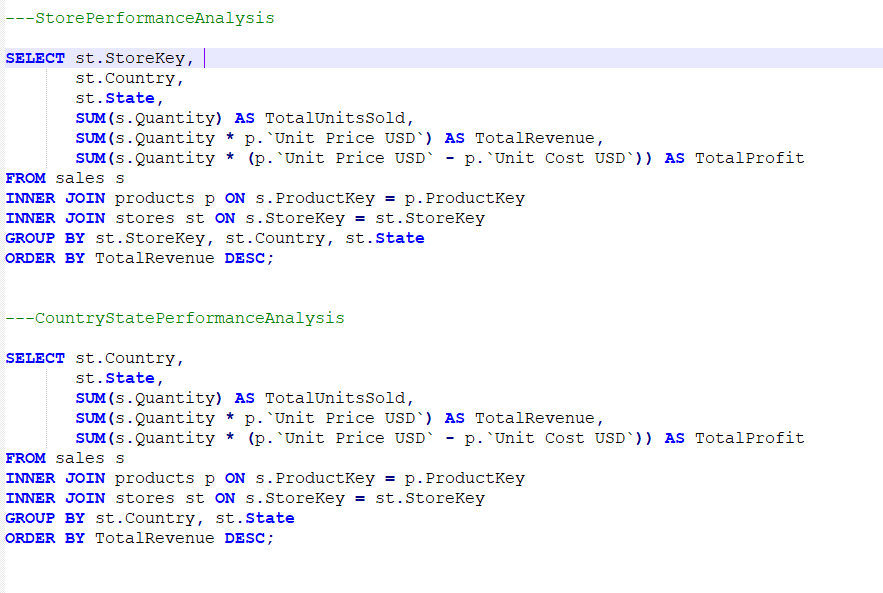 ---StorePerformanceAnalysis
SELECT st.StoreKey,
st.Country,
st.State,
SUM(s.Quantity) AS TotalUnitsSold,
SUM(s.Quantity * p.`Unit Price USD`) AS TotalRevenue,
SUM(s.Quantity * (p.`Unit Price USD` - p.`Unit Cost USD`)) AS TotalProfit
FROM sales s
INNER JOIN products p ON s.ProductKey = p.ProductKey
INNER JOIN stores st ON s.StoreKey = st.StoreKey
GROUP BY st.StoreKey, st.Country, st.State
ORDER BY TotalRevenue DESC;
---CountryStatePerformanceAnalysis
SELECT st.Country,
st.State,
SUM(s.Quantity) AS TotalUnitsSold,
SUM(s.Quantity * p.`Unit Price USD`) AS TotalRevenue,
SUM(s.Quantity * (p.`Unit Price USD` - p.`Unit Cost USD`)) AS TotalProfit
FROM sales s
INNER JOIN products p ON s.ProductKey = p.ProductKey
INNER JOIN stores st ON s.StoreKey = st.StoreKey
GROUP BY st.Country, st.State
ORDER BY TotalRevenue DESC;